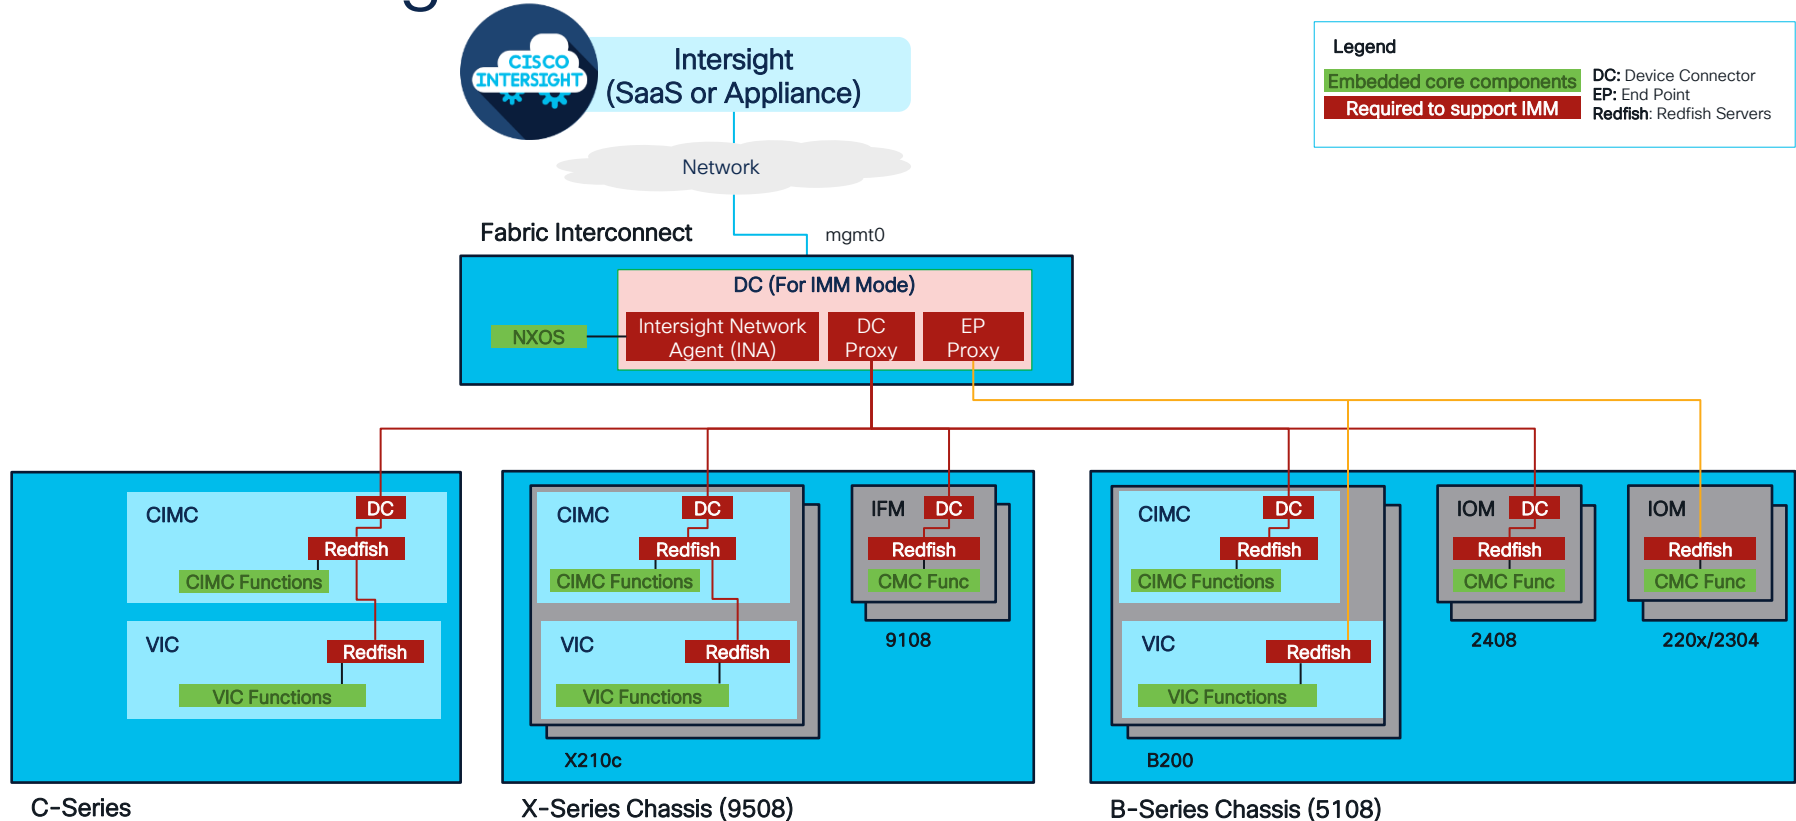 CISCO
INTERSIGHT
Intersight
(SaaS or Appliance)
Legend
Embedded core components
Required to support IMM
DC: Device Connector
EP: End Point
Redfish: Redfish Servers
Network
Fabric Interconnect
mgmt0
DC (For IMM Mode)
NXOS
Intersight Network
Agent (INA)
DC
Proxy
EP
Proxy
CIMC
DC
Redfish
CIMC Functions
VIC
Redfish
VIC Functions
C-Series
CIMC
DC
Redfish
CIMC Functions
VIC
Redfish
VIC Functions
X210c
IFM
DC
Redfish
CMC Func
9108
X-Series Chassis (9508)
CIMC
DC
Redfish
CIMC Functions
VIC
Redfish
VIC Functions
B200
IOM
DC
Redfish
CMC Func
2408
IOM
Redfish
CMC Func
220x/2304
B-Series Chassis (5108)